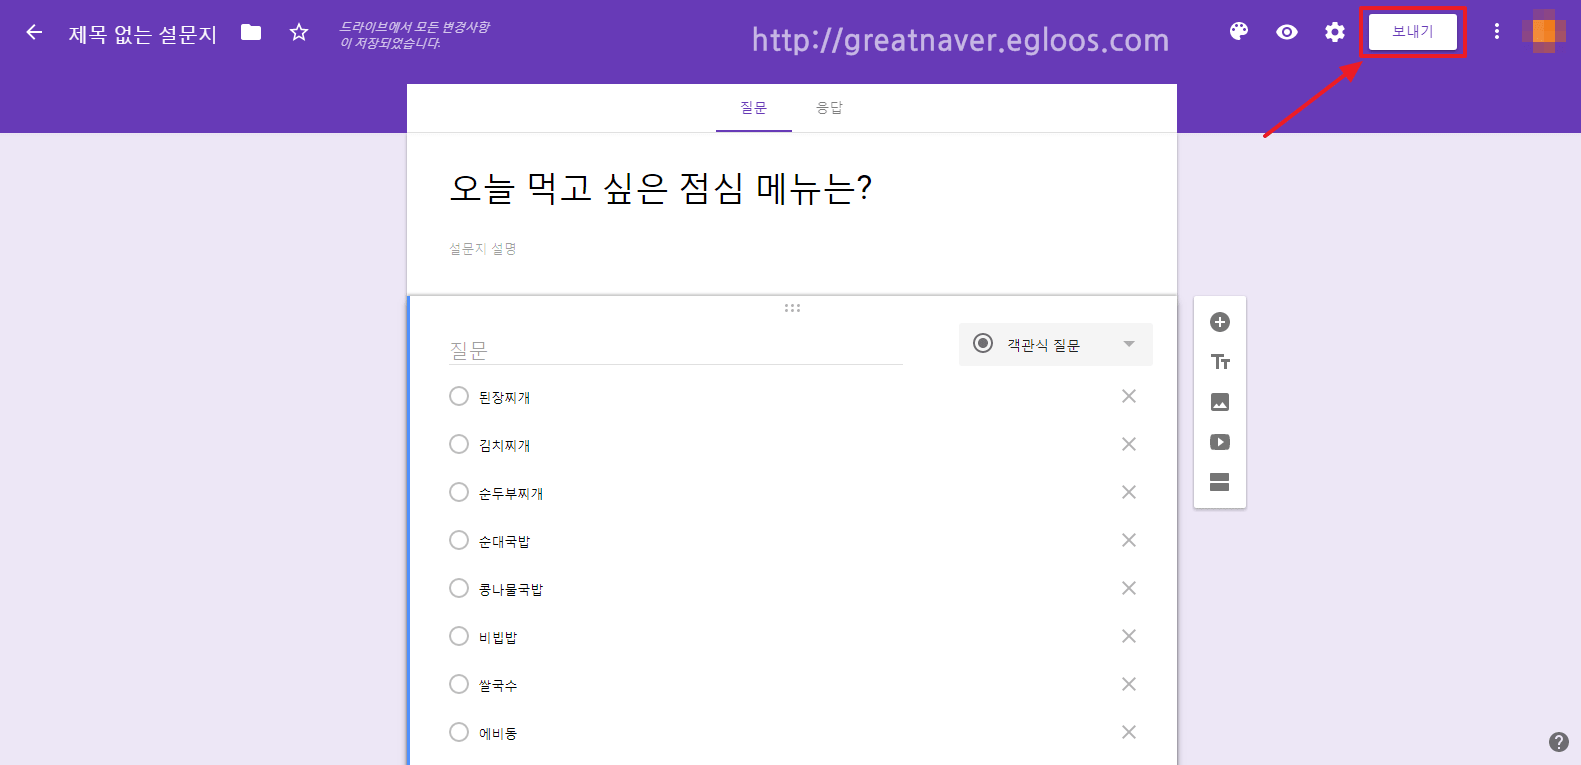 제목 없는 설문지
드라이브에서 모든 변경사항
이 저장되었습니다.
http://greatnaver.egloos.com
보내기
질문
응답
오늘 먹고 싶은 점심 메뉴는?
설문지 설명
질문
객관식 질문
된장찌개
김치찌개
순두부찌개
순대국밥
콩나물국밥
비빕밥
쌀국수
에비동